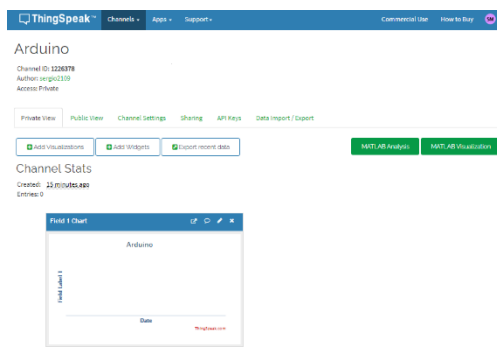 ThingSpeak™ Channels Apps Support Commercial Use How to Buy
Arduino
Channel ID: 1226378
Author: sergio2109
Access: Private
Private View Public View Channel Settings Sharing API Keys Data Import / Export
Add Visualizations Add Widgets Export recent data MATLAB Analysis MATLAB Visualization
Channel Stats
Created: 15 minutes ago
Entries: 0
Field 1 Chart
Arduino
Field Label 1
Date
ThingSpeak.com